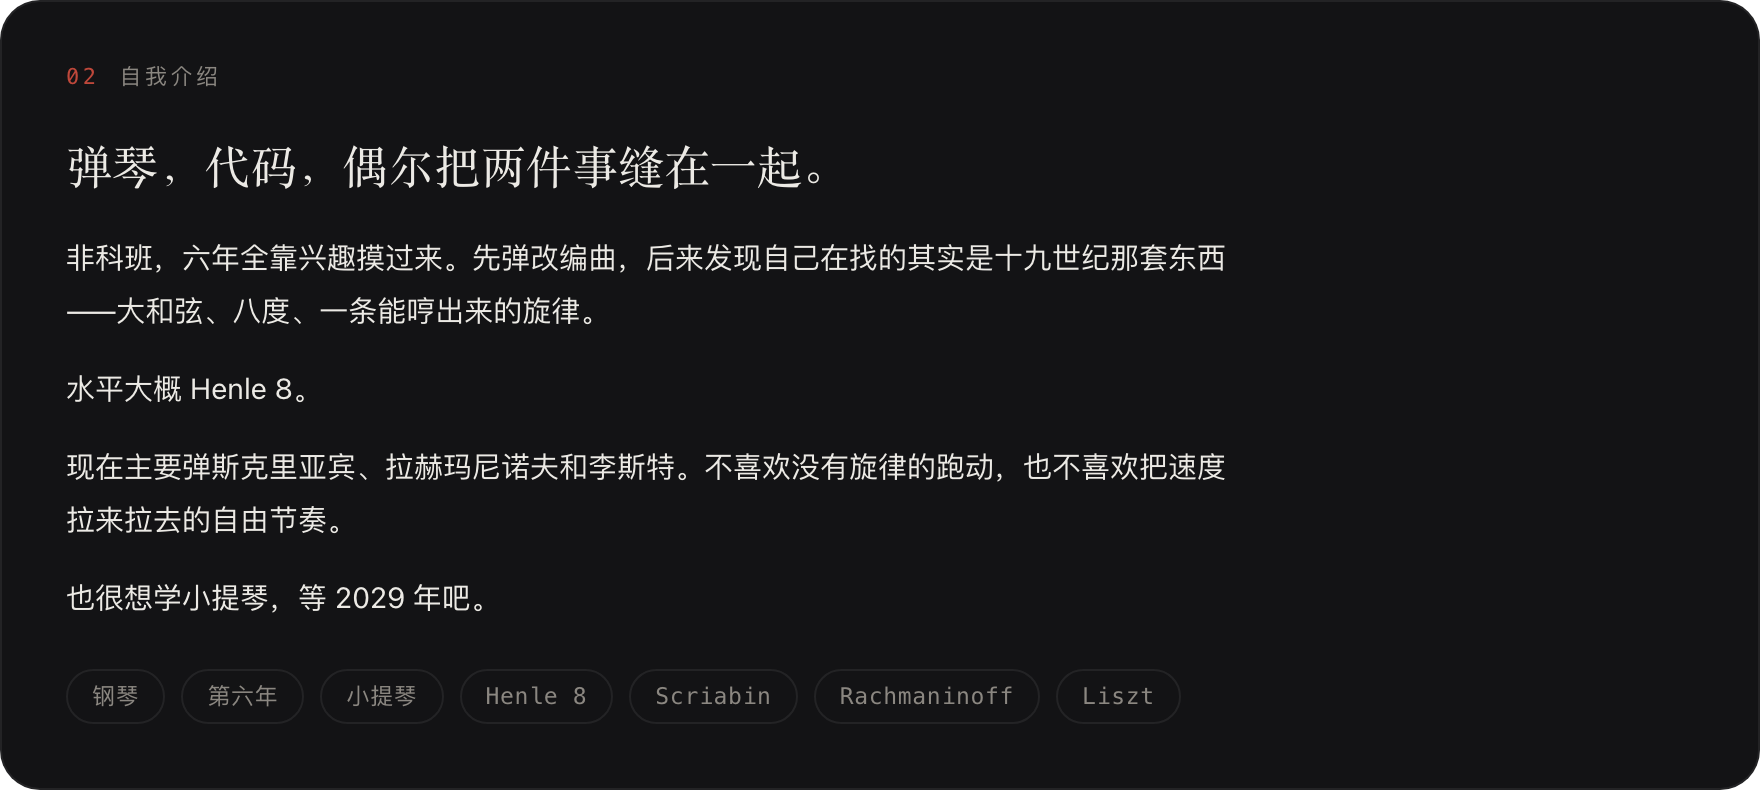 02 自我介绍
弹琴，代码，偶尔把两件事缝在一起。
非科班，六年全靠兴趣摸过来。先弹改编曲，后来发现自己在找的其实是十九世纪那套东西
——大和弦、八度、一条能哼出来的旋律。
水平大概 Henle 8。
现在主要弹斯克里亚宾、拉赫玛尼诺夫和李斯特。不喜欢没有旋律的跑动，也不喜欢把速度
拉来拉去的自由节奏。
也很想学小提琴，等 2029 年吧。
钢琴 第六年 小提琴 Henle 8 Scriabin Rachmaninoff Liszt